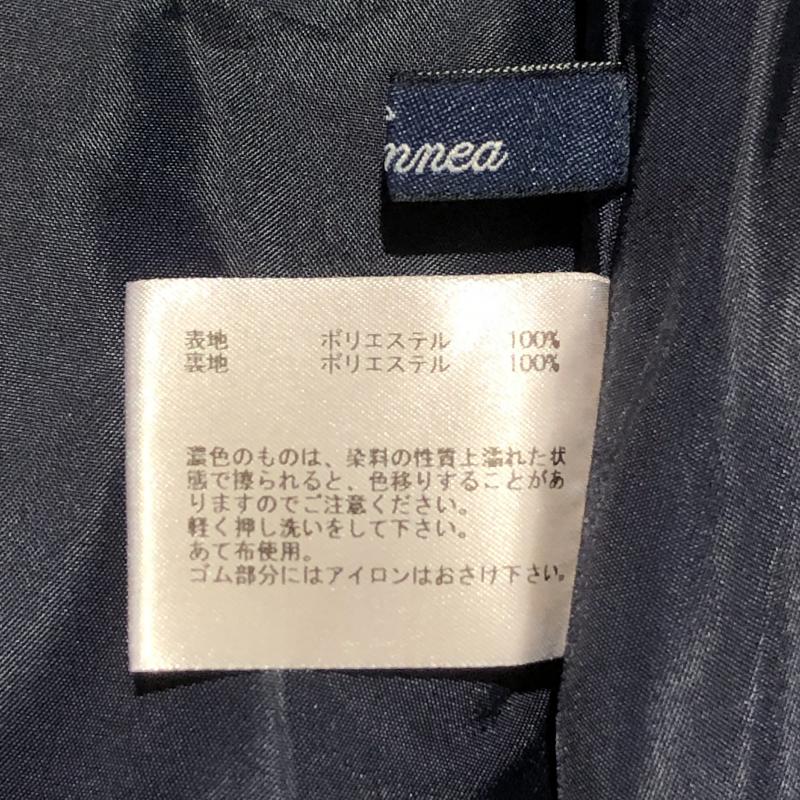 mnea
表地 ポリエステル 100%
裏地 ポリエステル 100%
濃色のものは、染料の性質上濡れた状
態で擦られると、色移りすることがあ
りますのでご注意ください。
軽く押し洗いをして下さい。
あて布使用。
ゴム部分にはアイロンはおさけ下さい。